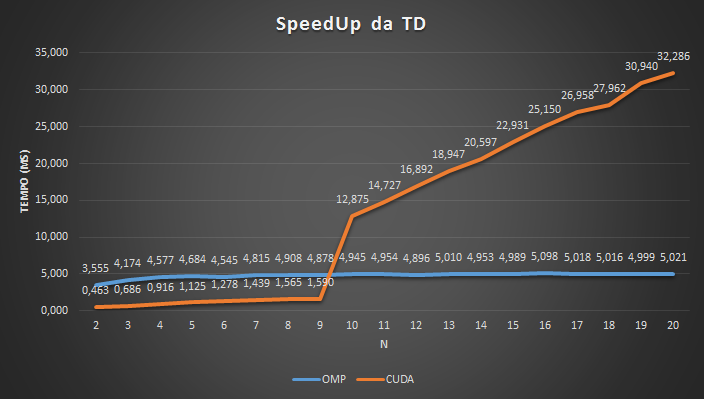 SpeedUp da TD
TEMPO (MS)
35,000
30,000
25,000
20,000
15,000
10,000
5,000
0,000
3,555 4,174 4,577 4,684 4,545 4,815 4,908 4,878 4,945 4,954 4,896 5,010 4,953 4,989 5,098 5,018 5,016 4,999 5,021
0,463 0,686 0,916 1,125 1,278 1,439 1,565 1,590 12,875 14,727 16,892 18,947 20,597 22,931 25,150 26,958 27,962 30,940 32,286
2 3 4 5 6 7 8 9 10 11 12 13 14 15 16 17 18 19 20
N
OMP CUDA